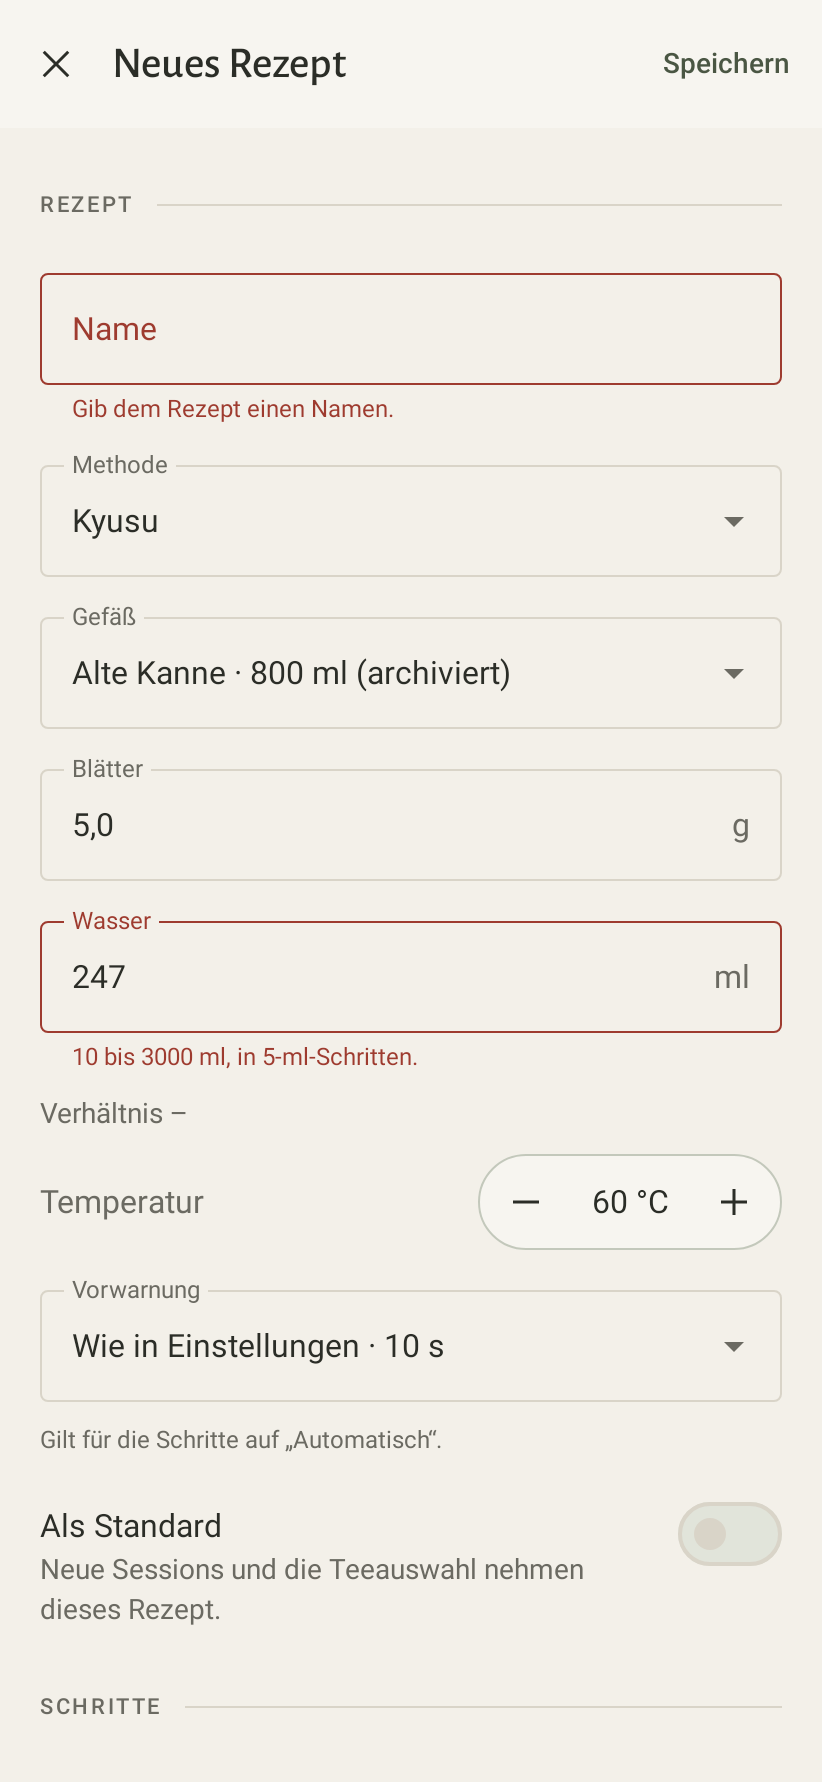 Neues Rezept
Speichern
REZEPT
Name
Gib dem Rezept einen Namen.
Methode
Kyusu
Gefäß
Alte Kanne · 800 ml (archiviert)
Blätter
5,0
g
Wasser
247
ml
10 bis 3000 ml, in 5-ml-Schritten.
Verhältnis –
Temperatur
60 °C
Vorwarnung
Wie in Einstellungen · 10 s
Gilt für die Schritte auf „Automatisch“.
Als Standard
Neue Sessions und die Teeauswahl nehmen
dieses Rezept.
SCHRITTE